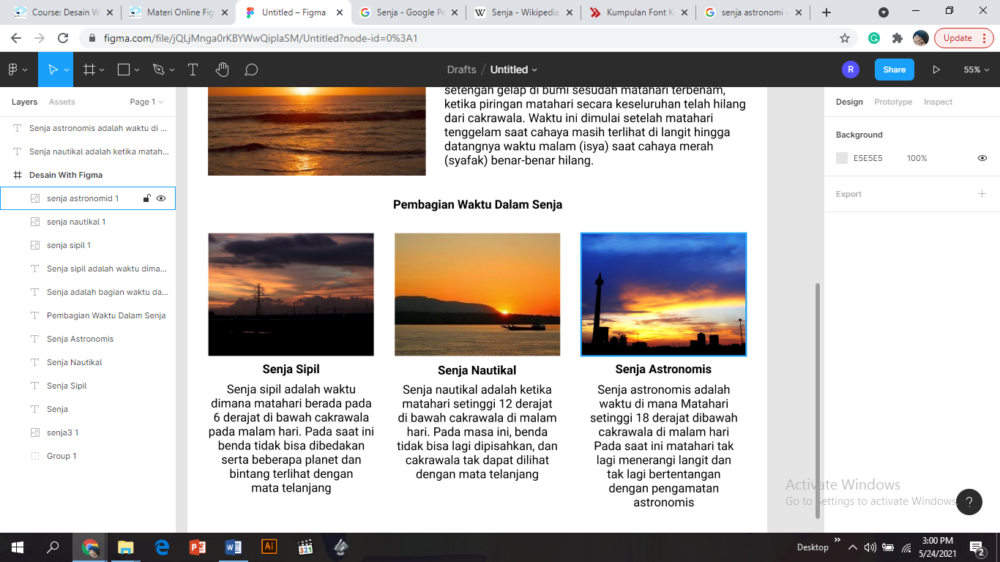 Course: Desain W
Materi Online Fig
Untitled – Figma
Senja - Google Pe
Senja - Wikipedia
Kumpulan Font K
senja astronomi -
figma.com/file/jQLjMnga0rKBYWwQipIaSM/Untitled?node-id=0%3A1
Update
Drafts / Untitled
R
Share
55%
Layers
Assets
Page 1
Senja astronomis adalah waktu di ...
Senja nautikal adalah ketika matah...
Desain With Figma
senja astronomid 1
senja nautikal 1
senja sipil 1
Senja sipil adalah waktu dima...
Senja adalah bagian waktu da...
Pembagian Waktu Dalam Senja
Senja Astronomis
Senja Nautikal
Senja Sipil
Senja
senja3 1
Group 1
setengah gelap di bumi sesudah matahari terbenam,
ketika piringan matahari secara keseluruhan telah hilang
dari cakrawala. Waktu ini dimulai setelah matahari
tenggelam saat cahaya masih terlihat di langit hingga
datangnya waktu malam (isya) saat cahaya merah
(syafak) benar-benar hilang.
Pembagian Waktu Dalam Senja
Senja Sipil
Senja sipil adalah waktu
dimana matahari berada pada
6 derajat di bawah cakrawala
pada malam hari. Pada saat ini
benda tidak bisa dibedakan
serta beberapa planet dan
bintang terlihat dengan
mata telanjang
Senja Nautikal
Senja nautikal adalah ketika
matahari setinggi 12 derajat
di bawah cakrawala di malam
hari. Pada masa ini, benda
tidak bisa lagi dipisahkan, dan
cakrawala tak dapat dilihat
dengan mata telanjang
Senja Astronomis
Senja astronomis adalah
waktu di mana Matahari
setinggi 18 derajat dibawah
cakrawala di malam hari
Pada saat ini matahari tak
lagi menerangi langit dan
tak lagi bertentangan
dengan pengamatan
astronomis
Design
Prototype
Inspect
Background
E5E5E5
100%
Export
Activate Windows
Go to Settings to activate Windows.
?
Ai
321
Desktop
3:00 PM
5/24/2021
2